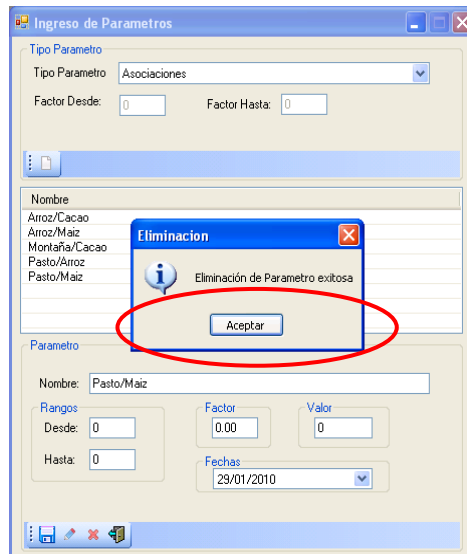 Ingreso de Parametros
Tipo Parametro
Tipo Parametro Asociaciones
Factor Desde: 0 Factor Hasta: 0
Nombre
Arroz/Cacao
Arroz/Maiz
Montaña/Cacao
Pasto/Arroz
Pasto/Maiz
Eliminacion
Eliminación de Parametro exitosa
Aceptar
Parametro
Nombre: Pasto/Maiz
Rangos Factor Valor
Desde: 0 0.00 0
Hasta: 0
Fechas
29/01/2010